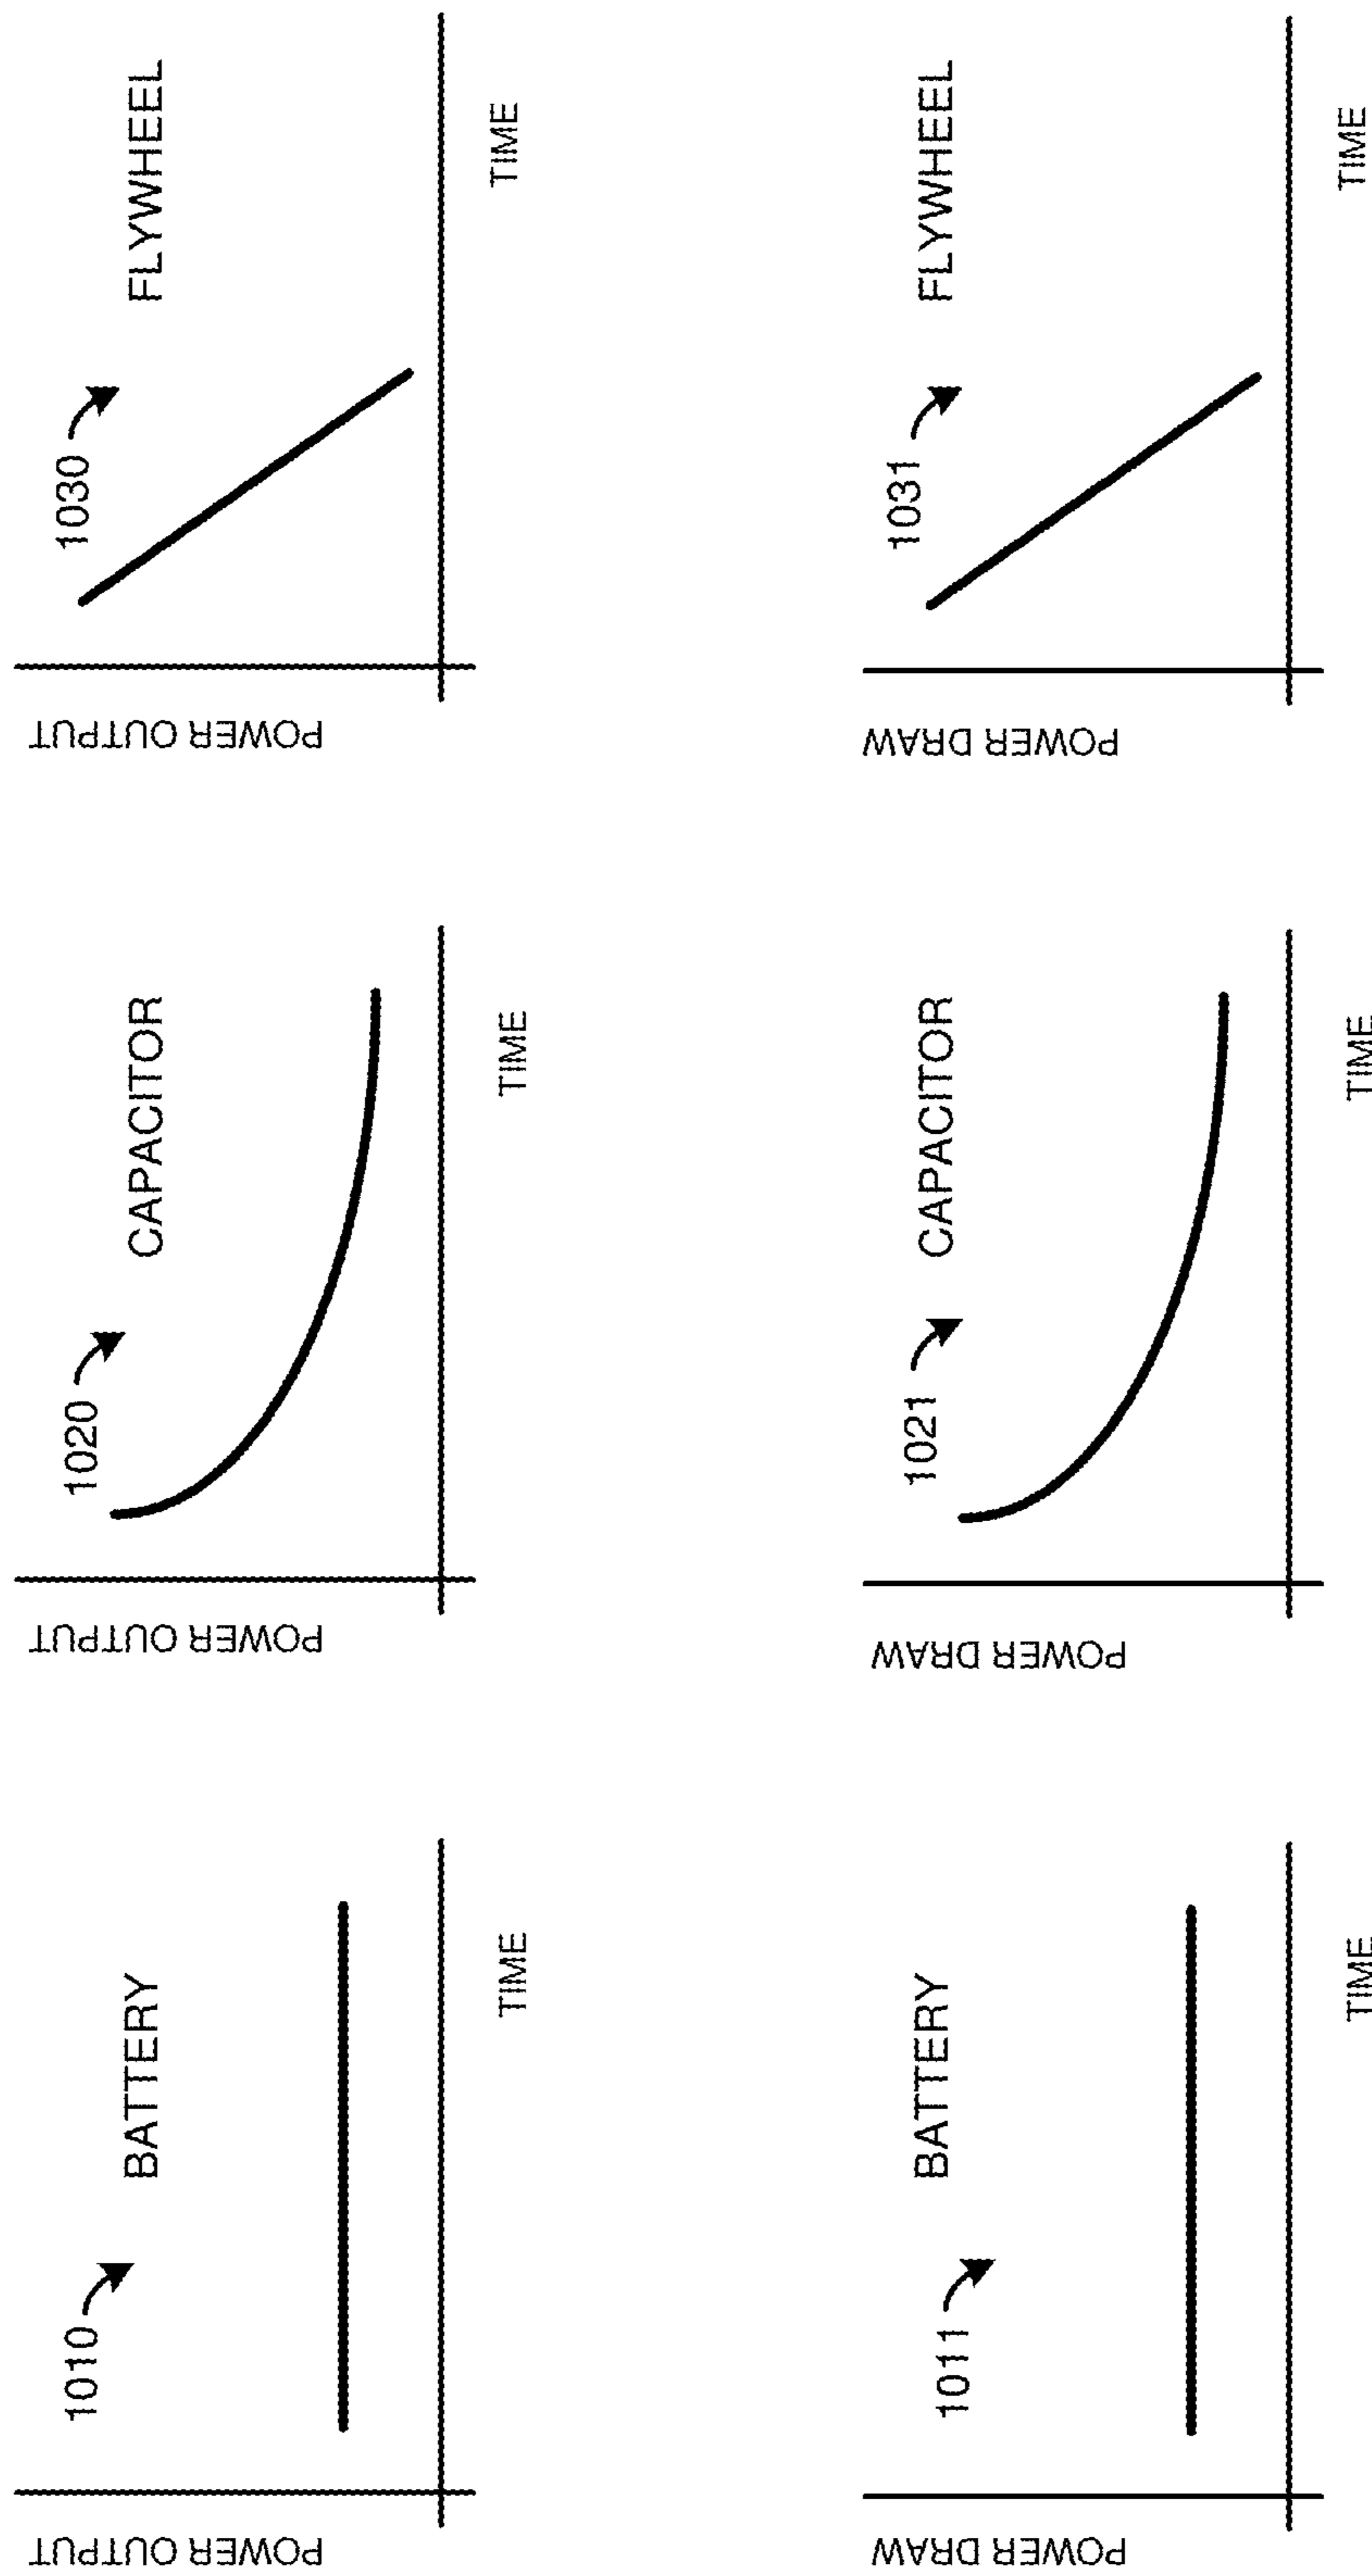 1010
BATTERY
POWER OUTPUT
TIME
1020
CAPACITOR
POWER OUTPUT
TIME
1030
FLYWHEEL
POWER OUTPUT
TIME
1011
BATTERY
POWER DRAW
TIME
1021
CAPACITOR
POWER DRAW
TIME
1031
FLYWHEEL
POWER DRAW
TIME